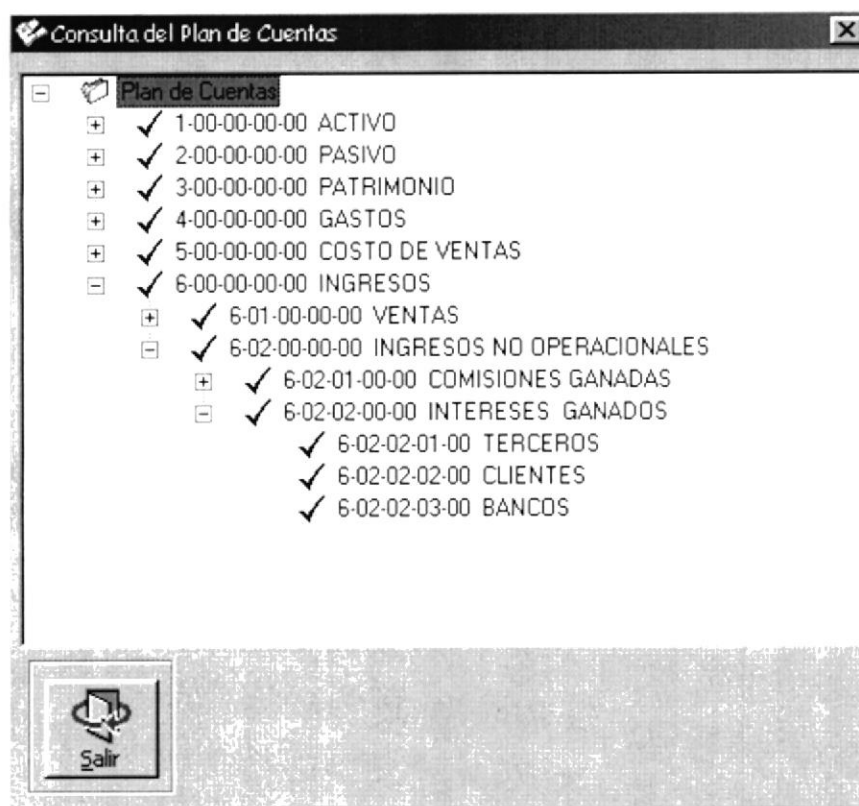 Consulta del Plan de Cuentas
Plan de Cuentas
1-00-00-00-00 ACTIVO
2-00-00-00-00 PASIVO
3-00-00-00-00 PATRIMONIO
4-00-00-00-00 GASTOS
5-00-00-00-00 COSTO DE VENTAS
6-00-00-00-00 INGRESOS
6-01-00-00-00 VENTAS
6-02-00-00-00 INGRESOS NO OPERACIONALES
6-02-01-00-00 COMISIONES GANADAS
6-02-02-00-00 INTERESES GANADOS
6-02-02-01-00 TERCEROS
6-02-02-02-00 CLIENTES
6-02-02-03-00 BANCOS
Salir